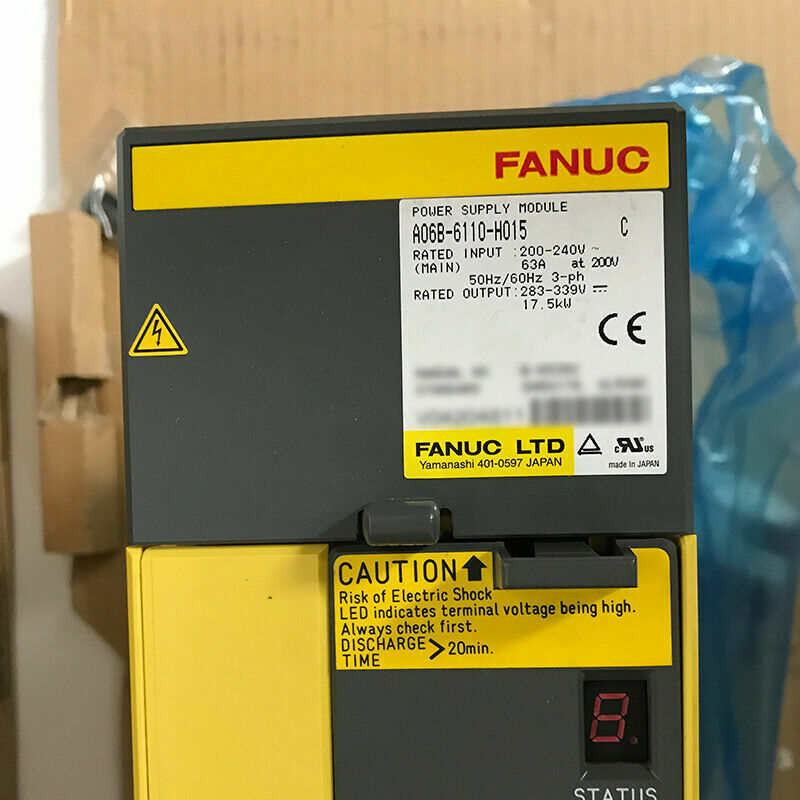 FANUC
POWER SUPPLY MODULE
A06B-6110-H015 C
RATED INPUT :200-240V ~
(MAIN) 63A at 200V
50Hz/60Hz 3-ph
RATED OUTPUT:283-339V ⎓
17.5kW
CE
FANUC LTD
Yamanashi 401-0597 JAPAN
c RU US
made in JAPAN
CAUTION
Risk of Electric Shock
LED indicates terminal voltage being high.
Always check first.
DISCHARGE TIME >20min.
8.
STATUS